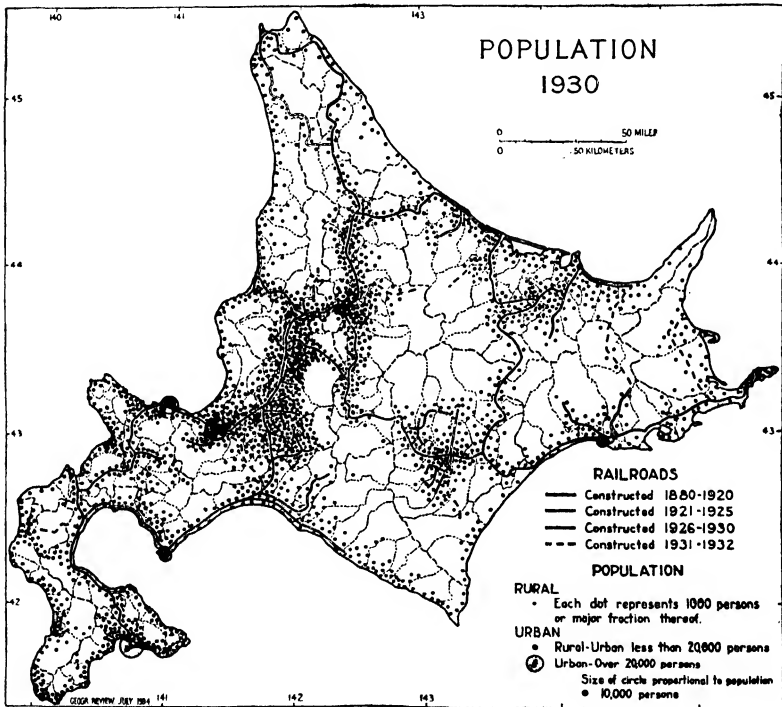 140
141
143
POPULATION
1930
45
45
0 50 MILES
0 50 KILOMETERS
44
44
43
43
RAILROADS
Constructed 1880-1920
Constructed 1921-1925
Constructed 1926-1930
Constructed 1931-1932
POPULATION
RURAL
Each dot represents 1000 persons
or major fraction thereof.
URBAN
Rural-Urban less than 20,000 persons
Urban-Over 20,000 persons
Size of circle proportional to population
10,000 persons
42
42
GEOGR. REVIEW JULY 1934
141
142
143